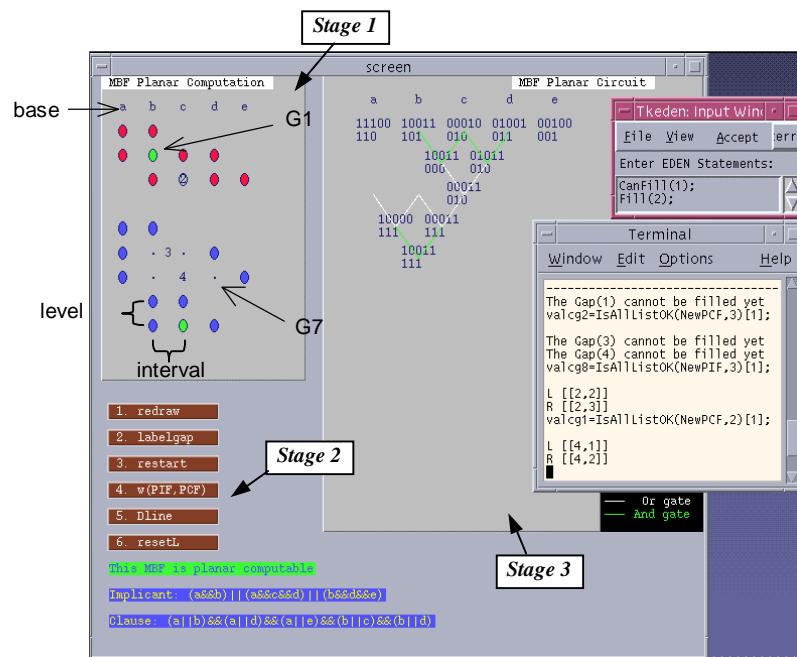 Stage 1
screen
MBF Planar Computation
MBF Planar Circuit
base
a b c d e
G1
2
3
4
level
G7
interval
a b c d e
11100 10011 00010 01001 00100
110 101 010 011 001
10011 01011
000 010
00011
010
10000 00011
111 111
10011
111
Tkeden: Input Win
File View Accept
Enter EDEN Statements:
CanFill(1);
Fill(2);
Terminal
Window Edit Options Help
The Gap(1) cannot be filled yet
valcg2=IsAllListOK(NewPCF,3)[1];
The Gap(3) cannot be filled yet
The Gap(4) cannot be filled yet
valcg8=IsAllListOK(NewPIF,3)[1];
L [[2,2]]
R [[2,3]]
valcg1=IsAllListOK(NewPCF,2)[1];
L [[4,1]]
R [[4,2]]
Or gate
And gate
1. redraw
2. labelgap
3. restart
4. w(PIF,PCF)
5. Dline
6. resetL
Stage 2
Stage 3
This MBF is planar computable
Implicant: (a&&b)||(a&&c&&d)||(b&&d&&e)
Clause: (a||b)&&(a||d)&&(a||e)&&(b||c)&&(b||d)